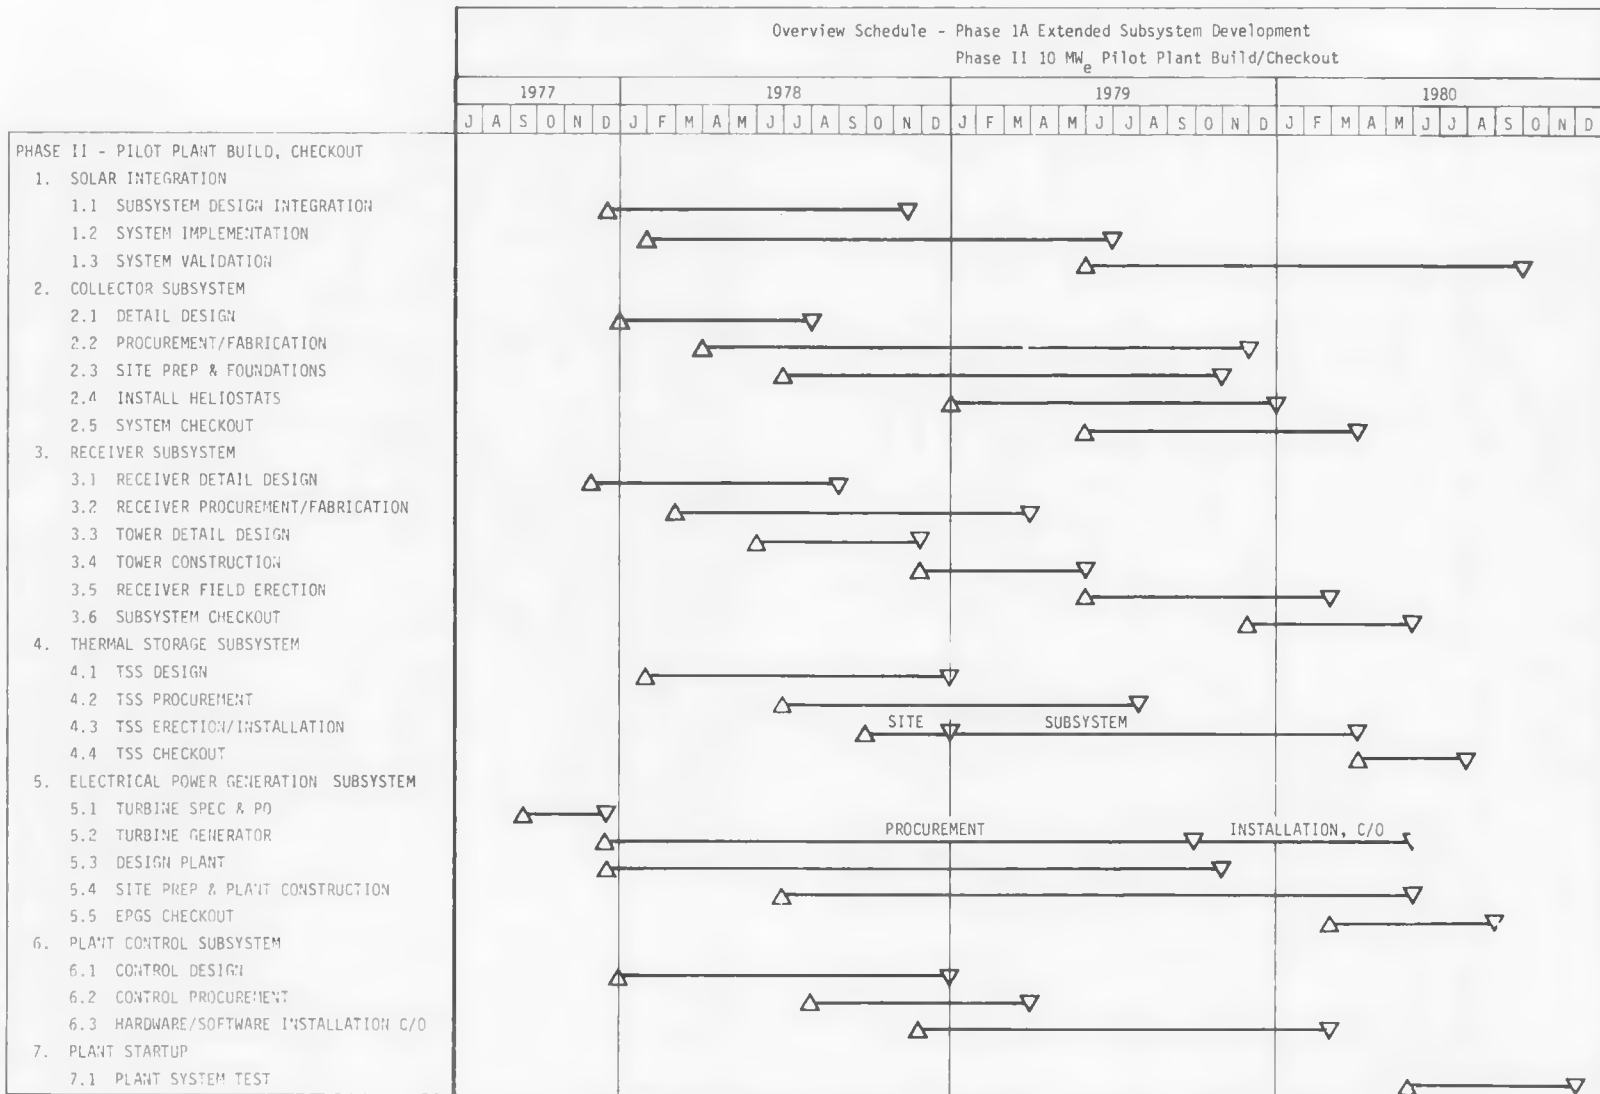 Overview Schedule - Phase 1A Extended Subsystem Development
Phase II 10 MWe Pilot Plant Build/Checkout
1977 1978 1979 1980
J A S O N D J F M A M J J A S O N D J F M A M J J A S O N D J F M A M J J A S O N D
PHASE II - PILOT PLANT BUILD, CHECKOUT
1. SOLAR INTEGRATION
1.1 SUBSYSTEM DESIGN INTEGRATION
1.2 SYSTEM IMPLEMENTATION
1.3 SYSTEM VALIDATION
2. COLLECTOR SUBSYSTEM
2.1 DETAIL DESIGN
2.2 PROCUREMENT/FABRICATION
2.3 SITE PREP & FOUNDATIONS
2.4 INSTALL HELIOSTATS
2.5 SYSTEM CHECKOUT
3. RECEIVER SUBSYSTEM
3.1 RECEIVER DETAIL DESIGN
3.2 RECEIVER PROCUREMENT/FABRICATION
3.3 TOWER DETAIL DESIGN
3.4 TOWER CONSTRUCTION
3.5 RECEIVER FIELD ERECTION
3.6 SUBSYSTEM CHECKOUT
4. THERMAL STORAGE SUBSYSTEM
4.1 TSS DESIGN
4.2 TSS PROCUREMENT
4.3 TSS ERECTION/INSTALLATION SITE SUBSYSTEM
4.4 TSS CHECKOUT
5. ELECTRICAL POWER GENERATION SUBSYSTEM
5.1 TURBINE SPEC & PO
5.2 TURBINE GENERATOR PROCUREMENT INSTALLATION, C/O
5.3 DESIGN PLANT
5.4 SITE PREP & PLANT CONSTRUCTION
5.5 EPGS CHECKOUT
6. PLANT CONTROL SUBSYSTEM
6.1 CONTROL DESIGN
6.2 CONTROL PROCUREMENT
6.3 HARDWARE/SOFTWARE INSTALLATION C/O
7. PLANT STARTUP
7.1 PLANT SYSTEM TEST